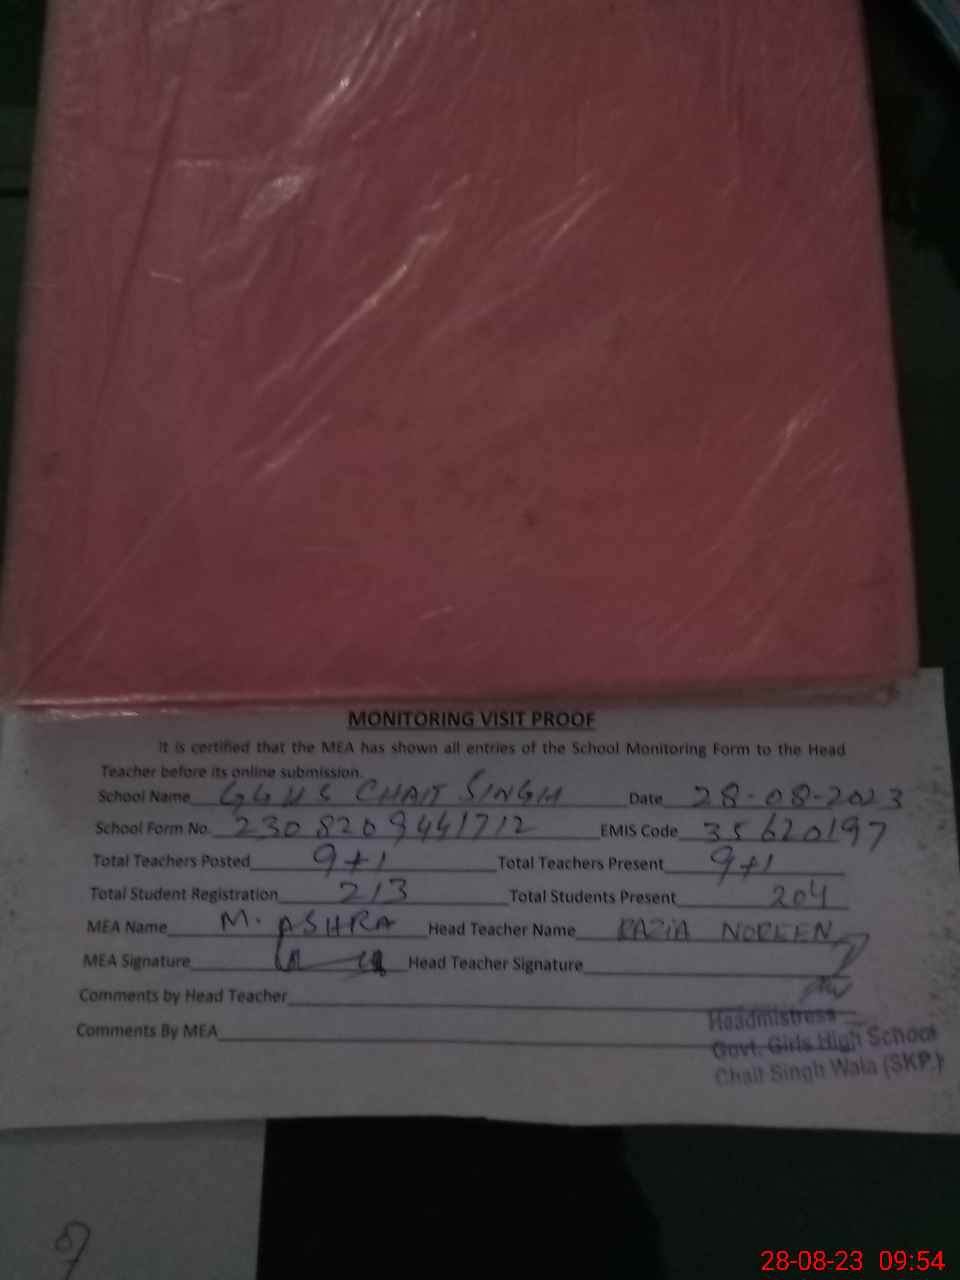 MONITORING VISIT PROOF
It is certified that the MEA has shown all entries of the School Monitoring Form to the Head
Teacher before its online submission.
School Name GGHS CHAIT SINGH Date 28-08-2023
School Form No. 2308209441712 EMIS Code 35620197
Total Teachers Posted 9+1 Total Teachers Present 9+1
Total Student Registration 213 Total Students Present 204
MEA Name M. ASHRA Head Teacher Name RAZIA NOREEN
MEA Signature Head Teacher Signature
Comments by Head Teacher
Comments By MEA
Headmistress
Govt. Girls High School
Chait Singh Wala (SKP.)
28-08-23 09:54